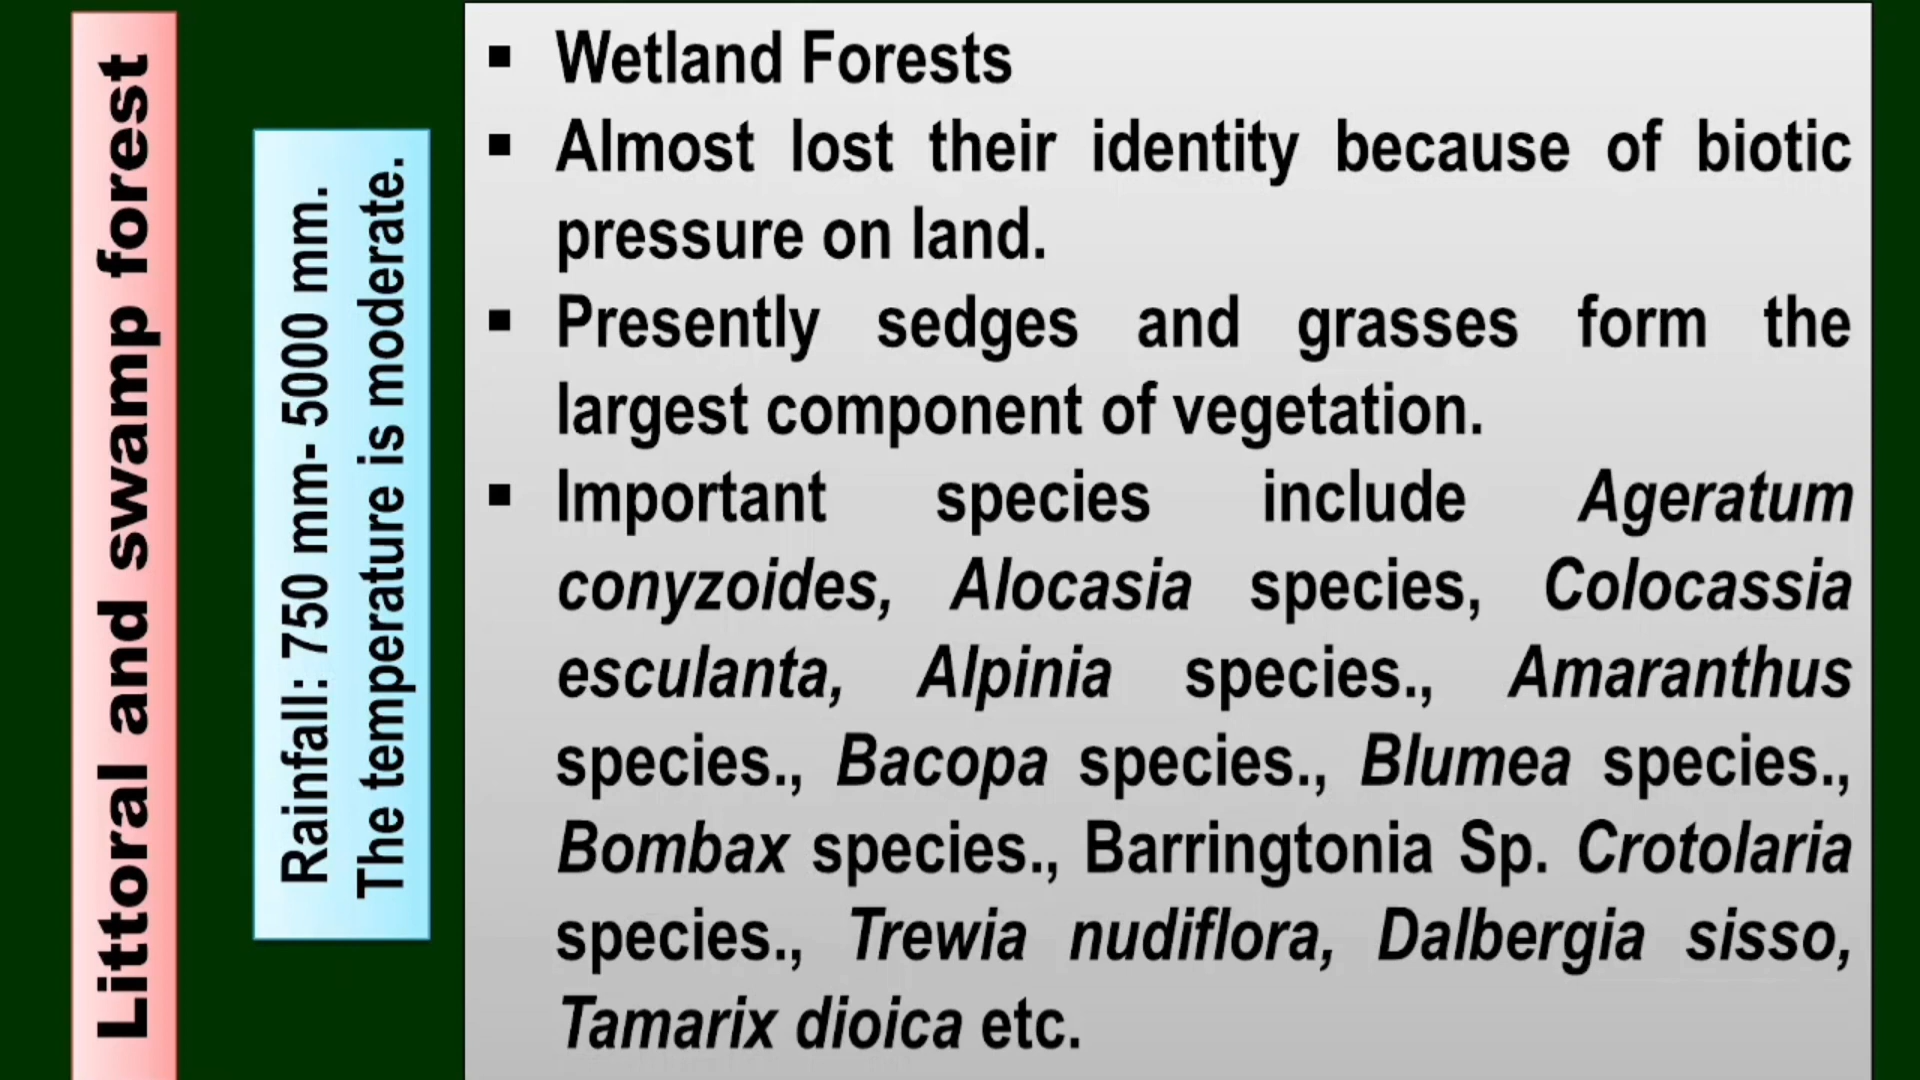 Littoral and swamp forest
Rainfall: 750 mm- 5000 mm.
The temperature is moderate.
▪ Wetland Forests
▪ Almost lost their identity because of biotic
pressure on land.
▪ Presently sedges and grasses form the
largest component of vegetation.
▪ Important species include Ageratum
conyzoides, Alocasia species, Colocassia
esculanta, Alpinia species., Amaranthus
species., Bacopa species., Blumea species.,
Bombax species., Barringtonia Sp. Crotolaria
species., Trewia nudiflora, Dalbergia sisso,
Tamarix dioica etc.